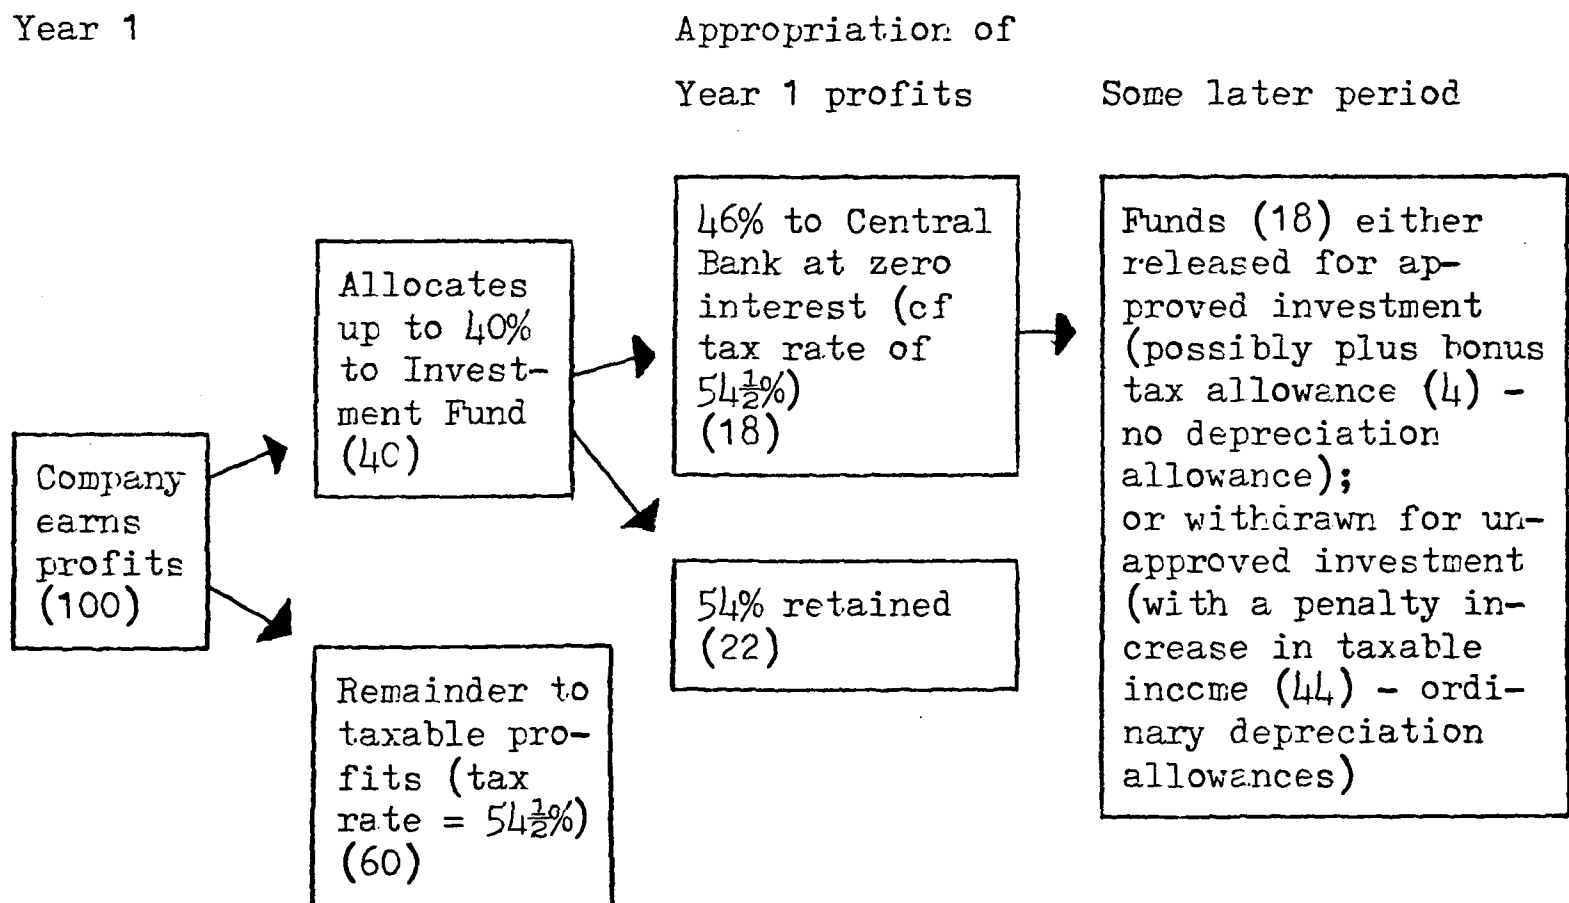 Year 1
Appropriation of
Year 1 profits
Some later period
Company
earns
profits
(100)
Allocates
up to 40%
to Invest-
ment Fund
(40)
Remainder to
taxable pro-
fits (tax
rate = 54½%)
(60)
46% to Central
Bank at zero
interest (cf
tax rate of
54½%)
(18)
54% retained
(22)
Funds (18) either
released for ap-
proved investment
(possibly plus bonus
tax allowance (4) -
no depreciation
allowance);
or withdrawn for un-
approved investment
(with a penalty in-
crease in taxable
income (44) - ordi-
nary depreciation
allowances)